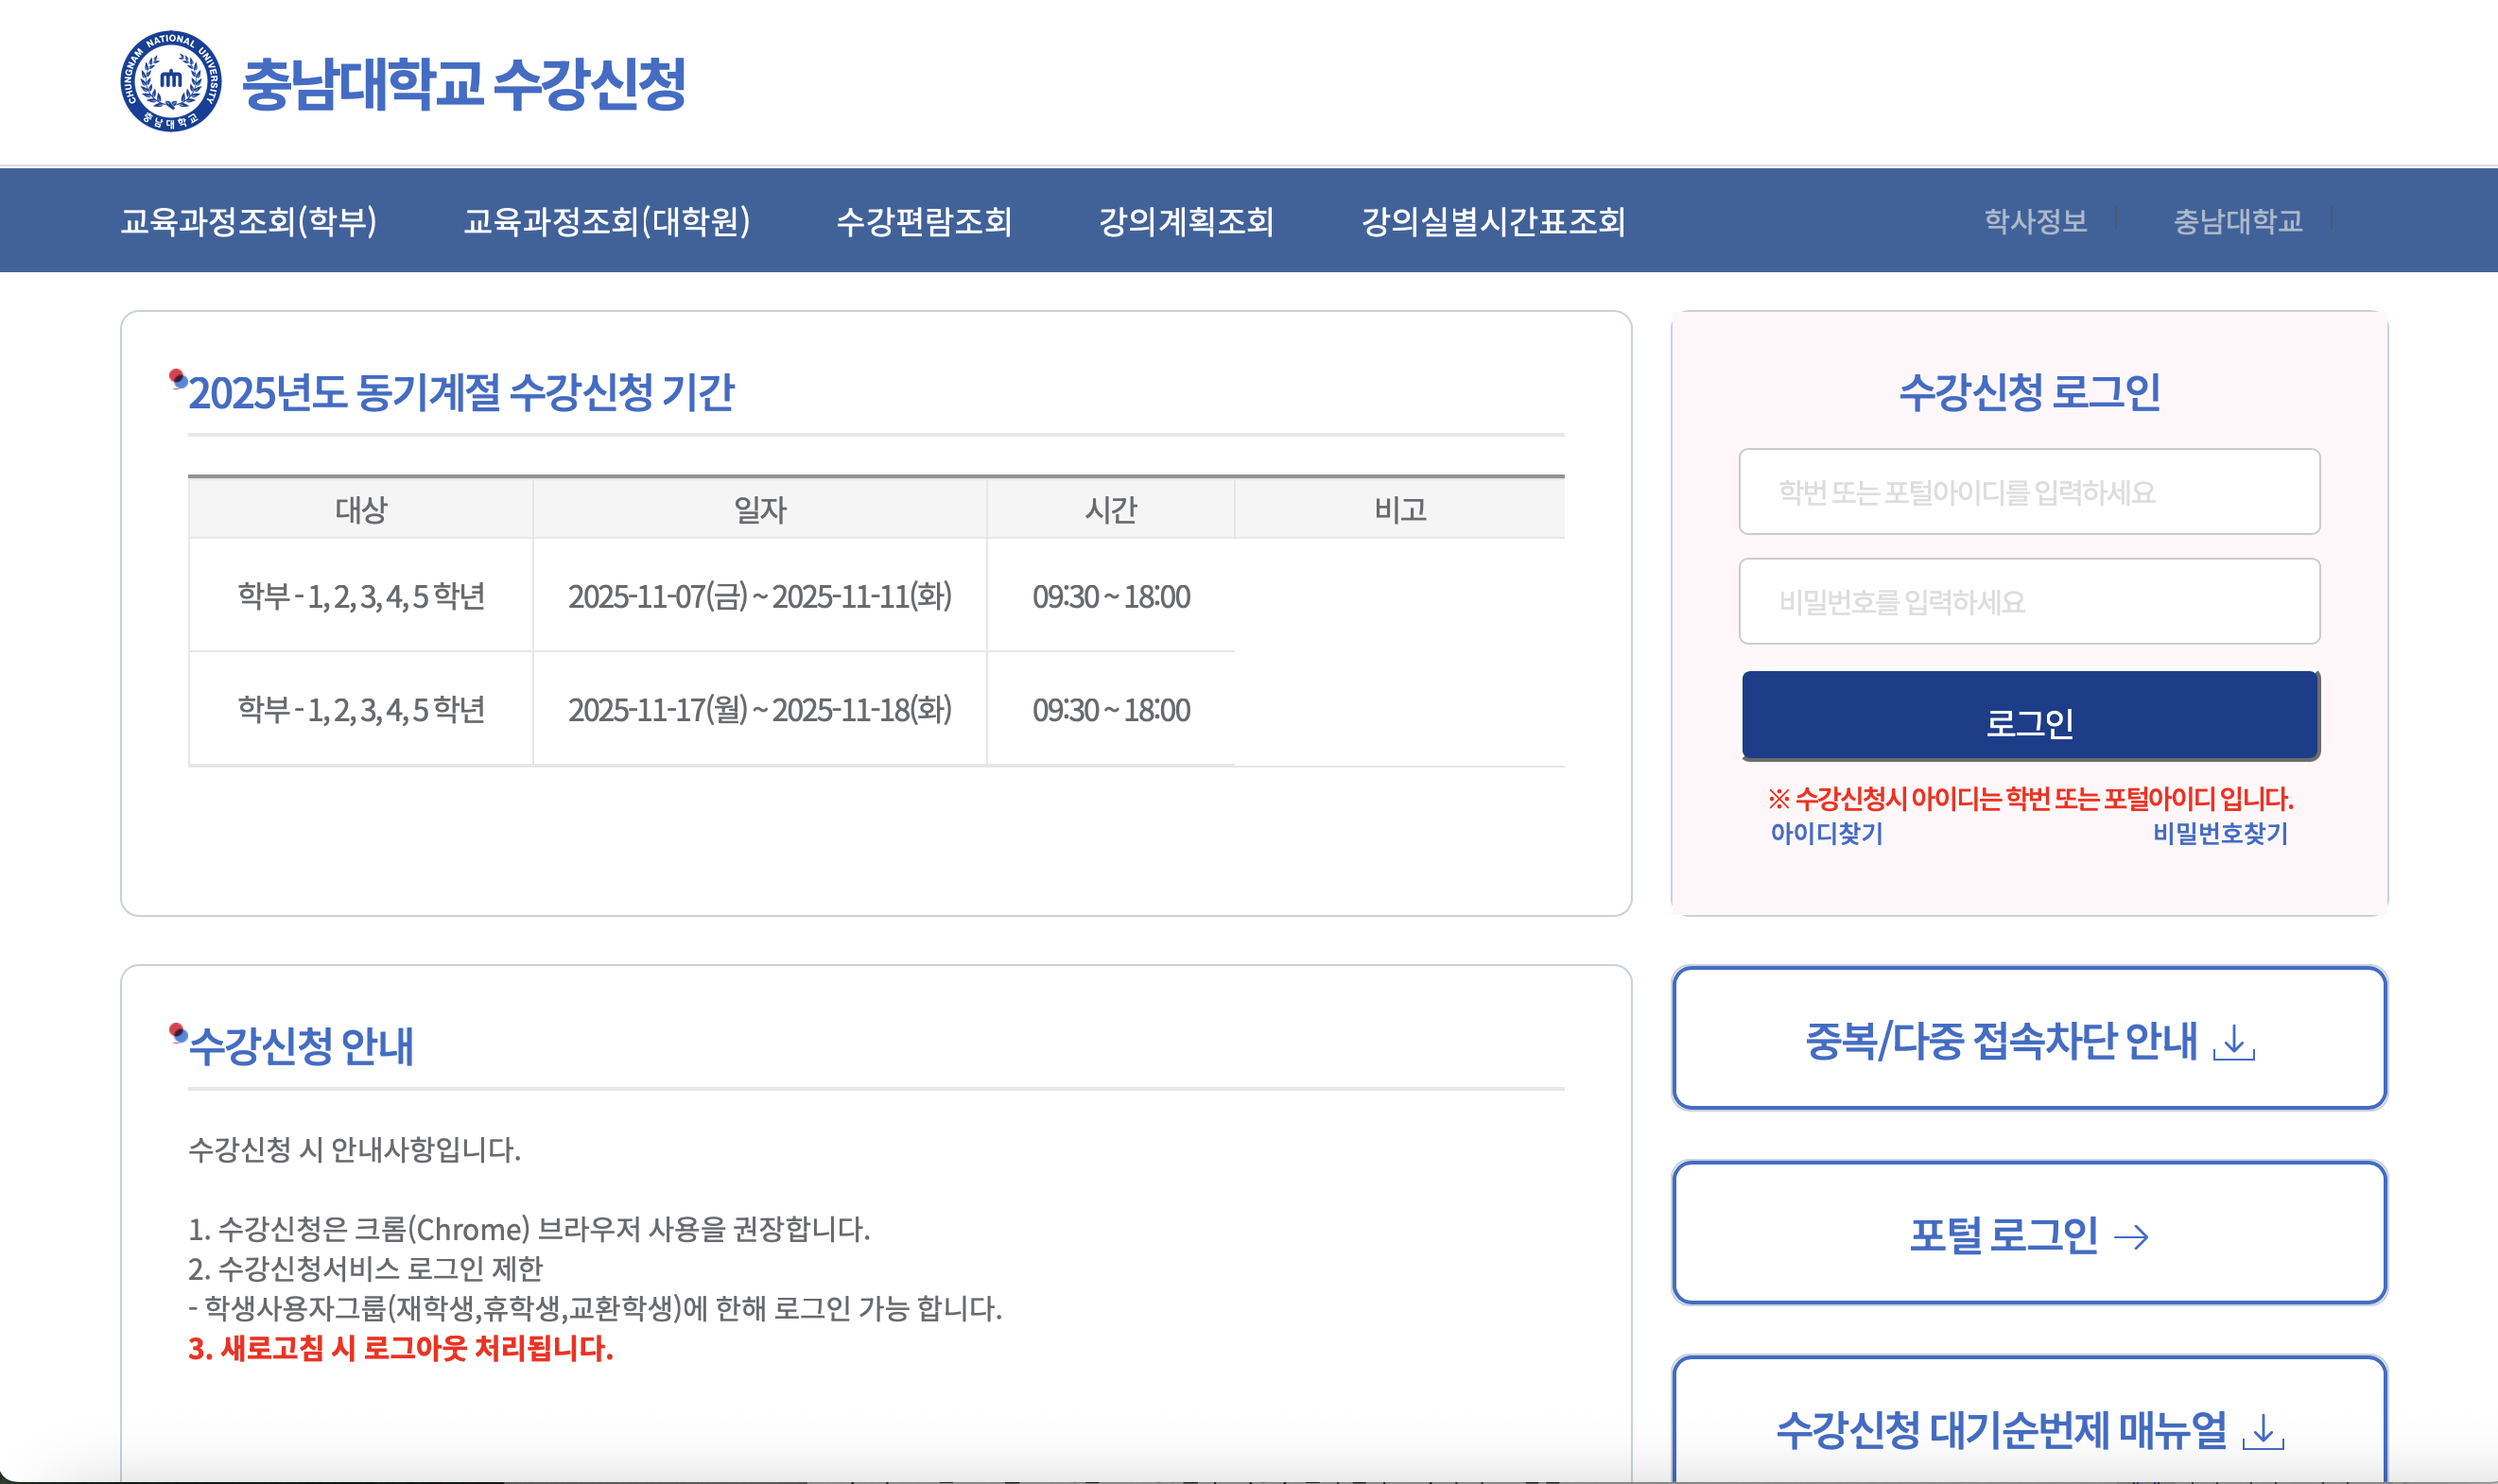 CHUNGNAM NATIONAL UNIVERSITY
충남대학교
충남대학교 수강신청
교육과정조회(학부) 교육과정조회(대학원) 수강편람조회 강의계획조회 강의실별시간표조회 학사정보 충남대학교
2025년도 동기계절 수강신청 기간
대상 일자 시간 비고
학부 - 1, 2, 3, 4, 5 학년 2025-11-07(금) ~ 2025-11-11(화) 09:30 ~ 18:00
학부 - 1, 2, 3, 4, 5 학년 2025-11-17(월) ~ 2025-11-18(화) 09:30 ~ 18:00
수강신청 로그인
학번 또는 포털아이디를 입력하세요
비밀번호를 입력하세요
로그인
※ 수강신청시 아이디는 학번 또는 포털아이디 입니다.
아이디찾기 비밀번호찾기
수강신청 안내
수강신청 시 안내사항입니다.
1. 수강신청은 크롬(Chrome) 브라우저 사용을 권장합니다.
2. 수강신청서비스 로그인 제한
- 학생사용자그룹(재학생,휴학생,교환학생)에 한해 로그인 가능 합니다.
3. 새로고침 시 로그아웃 처리됩니다.
중복/다중 접속차단 안내
포털 로그인
수강신청 대기순번제 매뉴얼